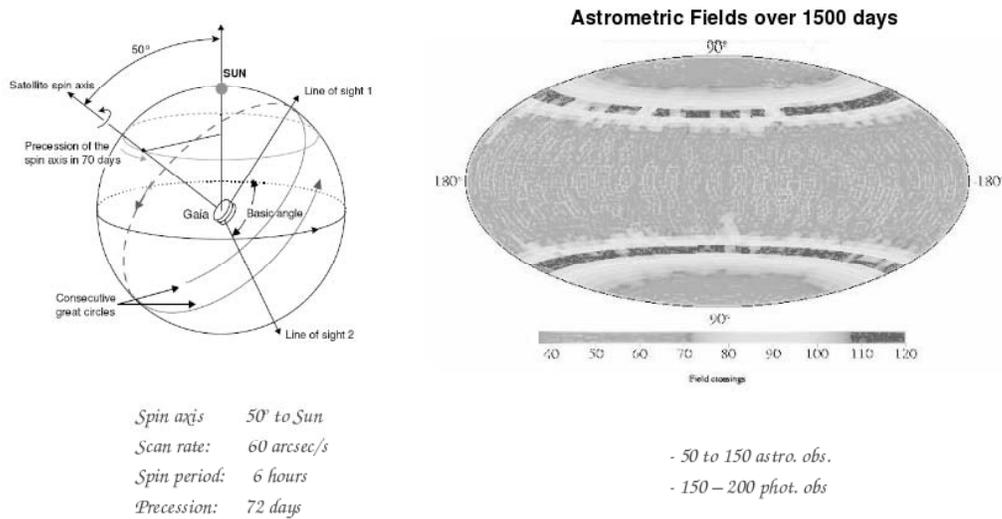 50°
SUN
Satellite spin axis
Line of sight 1
Precession of the
spin axis in 70 days
Gaia
Basic angle
Consecutive
great circles
Line of sight 2
Spin axis 50° to Sun
Scan rate: 60 arcsec/s
Spin period: 6 hours
Precession: 72 days
Astrometric Fields over 1500 days
90°
180° -180°
90°
40 50 60 70 80 90 100 110 120
Field crossings
- 50 to 150 astro. obs.
- 150 – 200 phot. obs